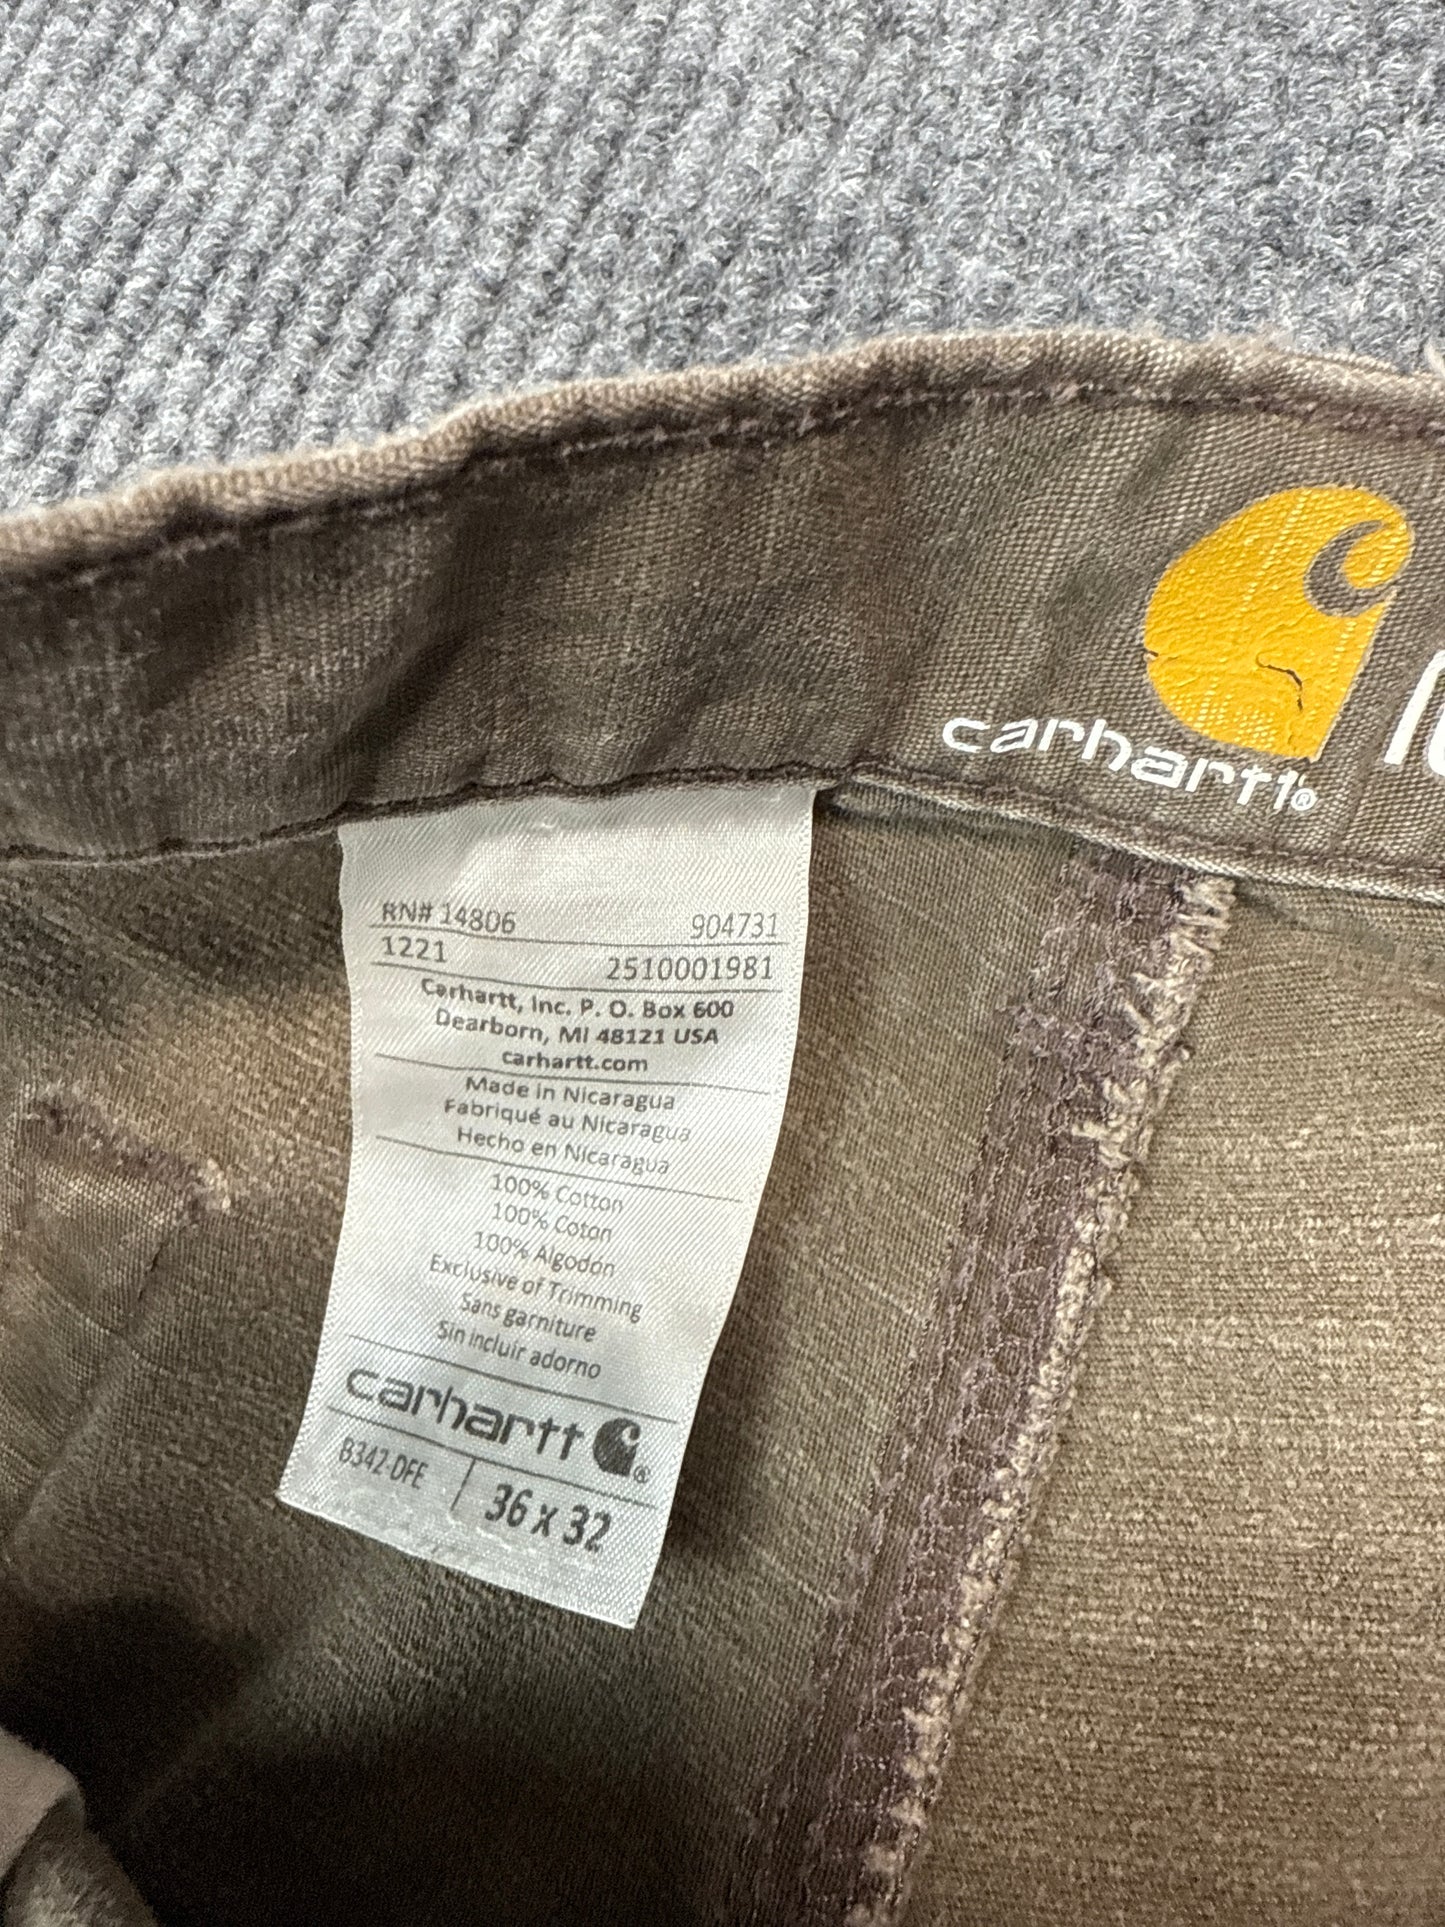 carhartt®
RN# 14806 904731
1221 2510001981
Carhartt, Inc. P. O. Box 600
Dearborn, MI 48121 USA
carhartt.com
Made in Nicaragua
Fabriqué au Nicaragua
Hecho en Nicaragua
100% Cotton
100% Coton
100% Algodón
Exclusive of Trimming
Sans garniture
Sin incluir adorno
carhartt ®
B342-DFE 36 x 32